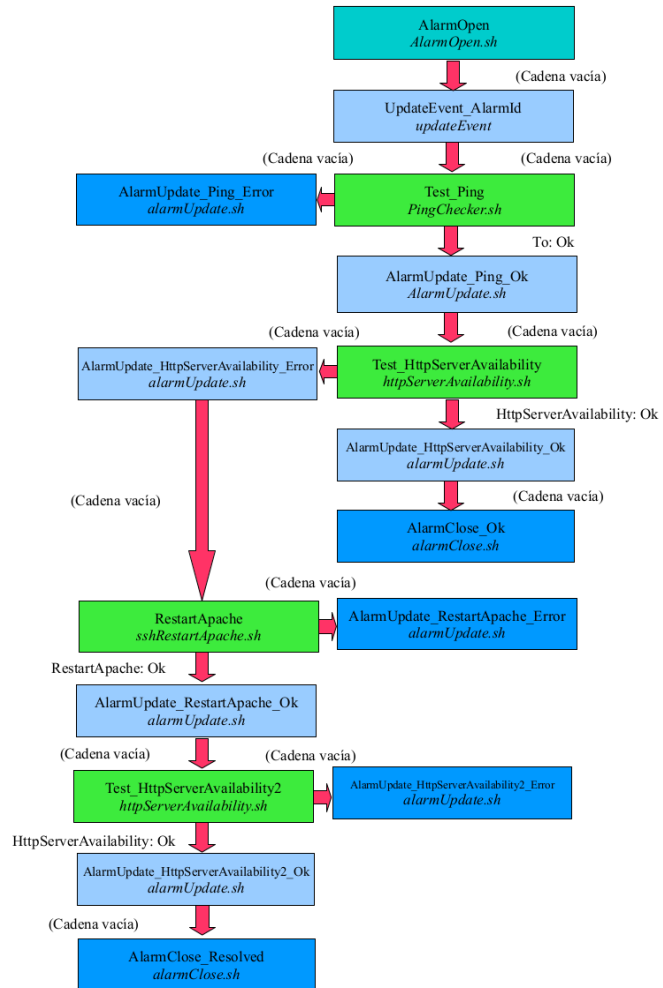 AlarmOpen
AlarmOpen.sh
(Cadena vacía)
UpdateEvent_AlarmId
updateEvent
(Cadena vacía)
(Cadena vacía)
AlarmUpdate_Ping_Error
alarmUpdate.sh
Test_Ping
PingChecker.sh
To: Ok
AlarmUpdate_Ping_Ok
AlarmUpdate.sh
(Cadena vacía)
(Cadena vacía)
AlarmUpdate_HttpServerAvailability_Error
alarmUpdate.sh
Test_HttpServerAvailability
httpServerAvailability.sh
HttpServerAvailability: Ok
AlarmUpdate_HttpServerAvailability_Ok
alarmUpdate.sh
(Cadena vacía)
(Cadena vacía)
AlarmClose_Ok
alarmClose.sh
(Cadena vacía)
RestartApache
sshRestartApache.sh
AlarmUpdate_RestartApache_Error
alarmUpdate.sh
RestartApache: Ok
AlarmUpdate_RestartApache_Ok
alarmUpdate.sh
(Cadena vacía)
(Cadena vacía)
Test_HttpServerAvailability2
httpServerAvailability.sh
AlarmUpdate_HttpServerAvailability2_Error
alarmUpdate.sh
HttpServerAvailability: Ok
AlarmUpdate_HttpServerAvailability2_Ok
alarmUpdate.sh
(Cadena vacía)
AlarmClose_Resolved
alarmClose.sh